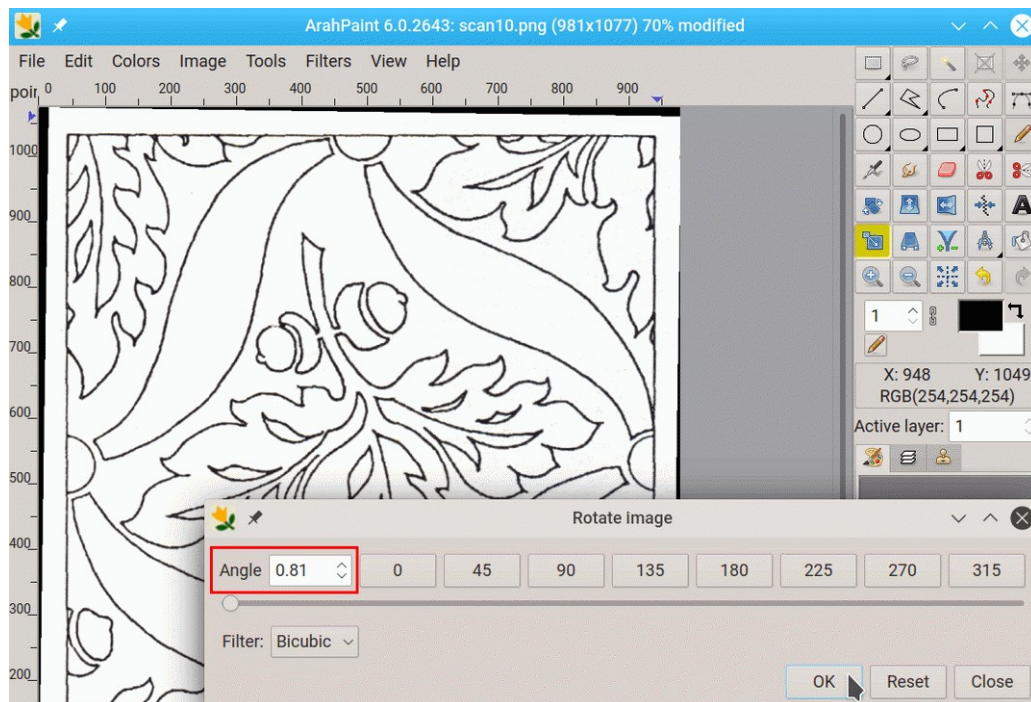 ArahPaint 6.0.2643: scan10.png (981x1077) 70% modified
File Edit Colors Image Tools Filters View Help
poir 0 100 200 300 400 500 600 700 800 900
1000
900
800
700
600
500
400
300
200
A
1
X: 948 Y: 1049
RGB(254,254,254)
Active layer: 1
Rotate image
Angle 0.81 0 45 90 135 180 225 270 315
Filter: Bicubic
OK Reset Close